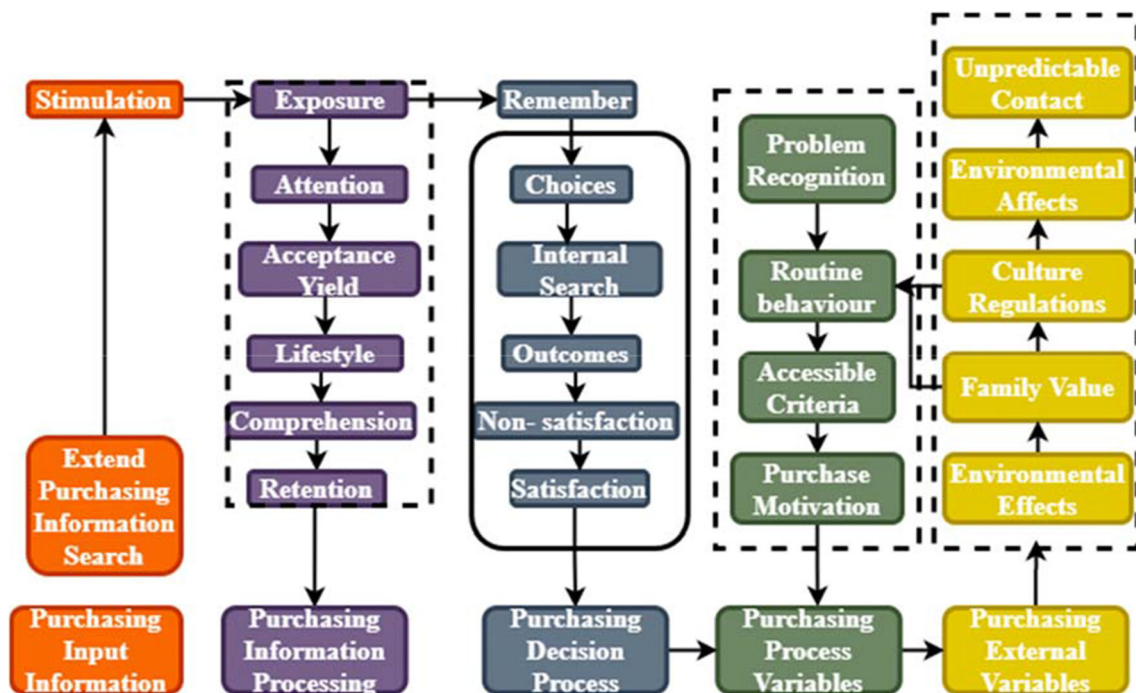 Stimulation
Extend
Purchasing
Information
Search
Purchasing
Input
Information
Exposure
Attention
Acceptance
Yield
Lifestyle
Comprehension
Retention
Purchasing
Information
Processing
Remember
Choices
Internal
Search
Outcomes
Non- satisfaction
Satisfaction
Purchasing
Decision
Process
Problem
Recognition
Routine
behaviour
Accessible
Criteria
Purchase
Motivation
Purchasing
Process
Variables
Unpredictable
Contact
Environmental
Affects
Culture
Regulations
Family Value
Environmental
Effects
Purchasing
External
Variables